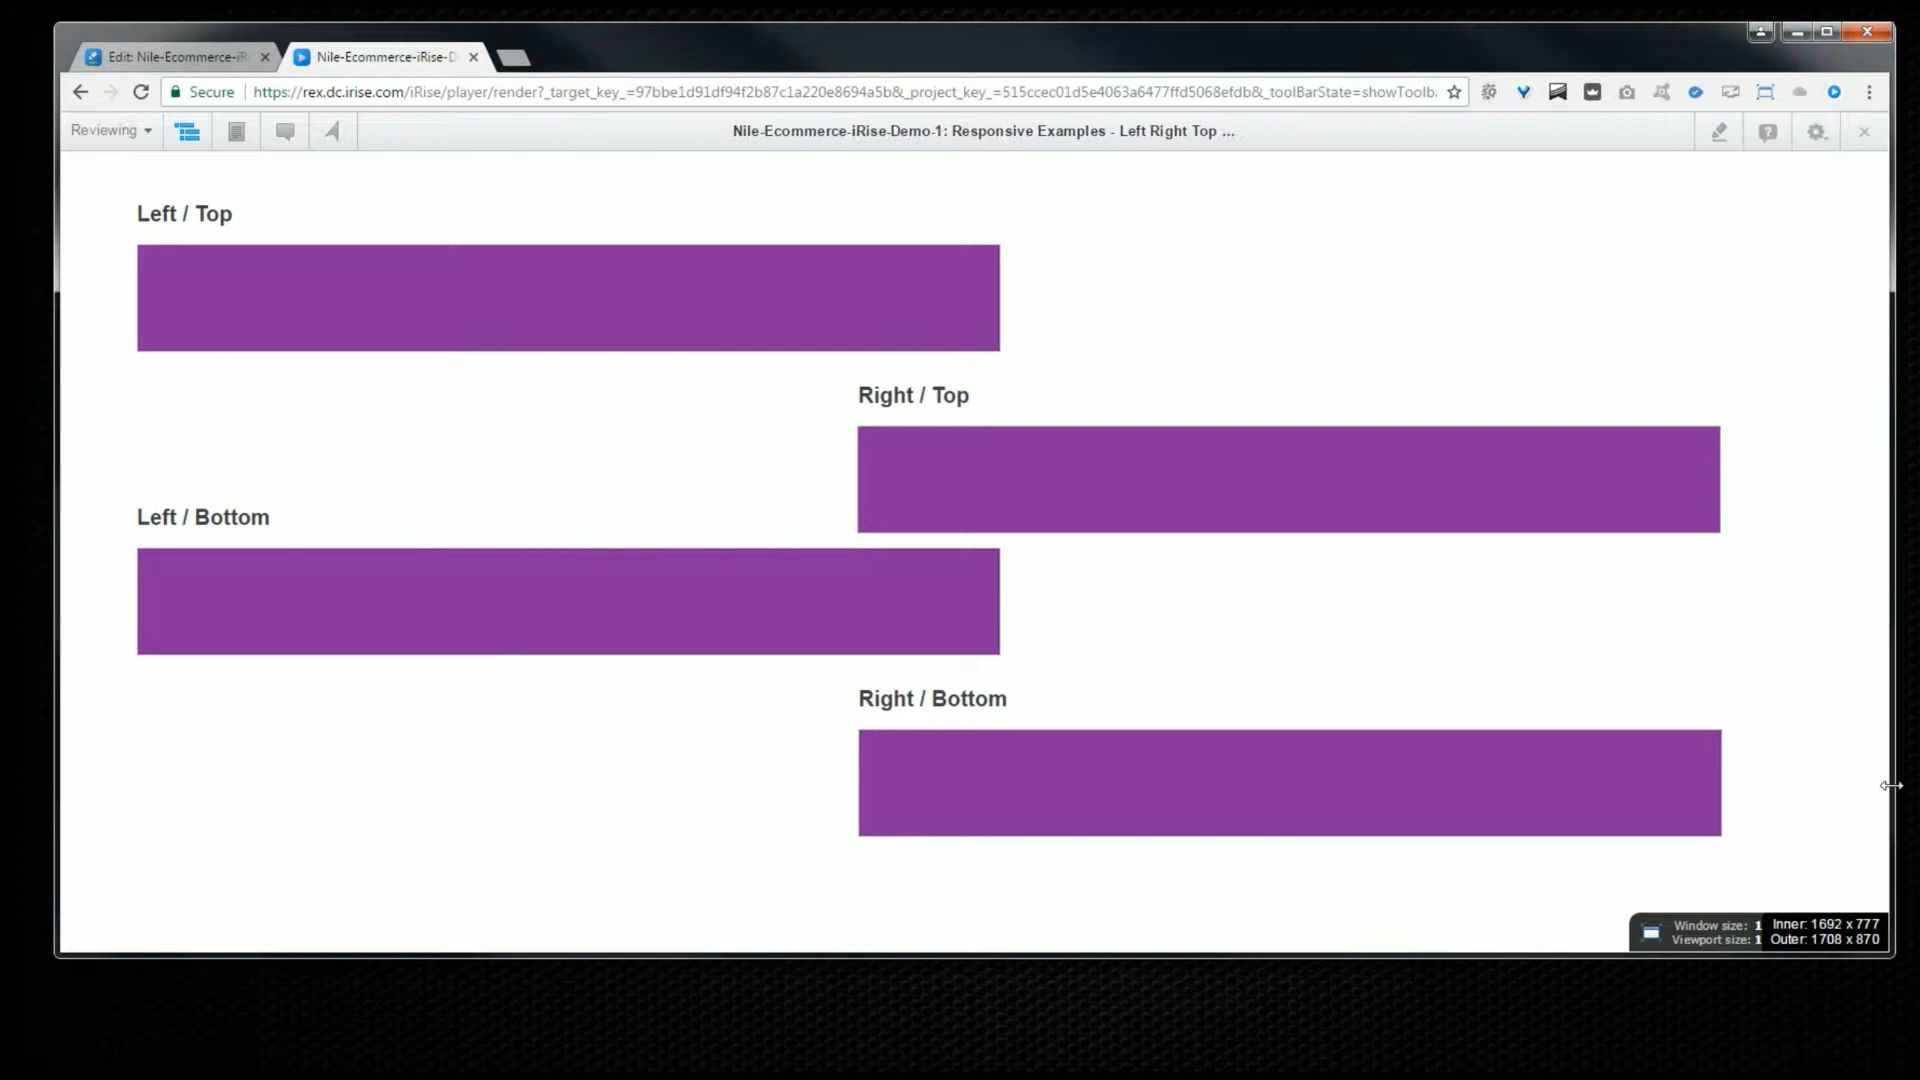 Edit: Nile-Ecommerce-iR
Nile-Ecommerce-iRise-D
Secure
https://rex.dc.irise.com/iRise/player/render?_target_key_=97bbe1d91df94f2b87c1a220e8694a5b&_project_key_=515ccec01d5e4063a6477ffd5068efdb&_toolBarState=showToolb
Reviewing
Nile-Ecommerce-iRise-Demo-1: Responsive Examples - Left Right Top ...
Left / Top
Right / Top
Left / Bottom
Right / Bottom
Window size: 1
Inner: 1692 x 777
Viewport size: 1
Outer: 1708 x 870